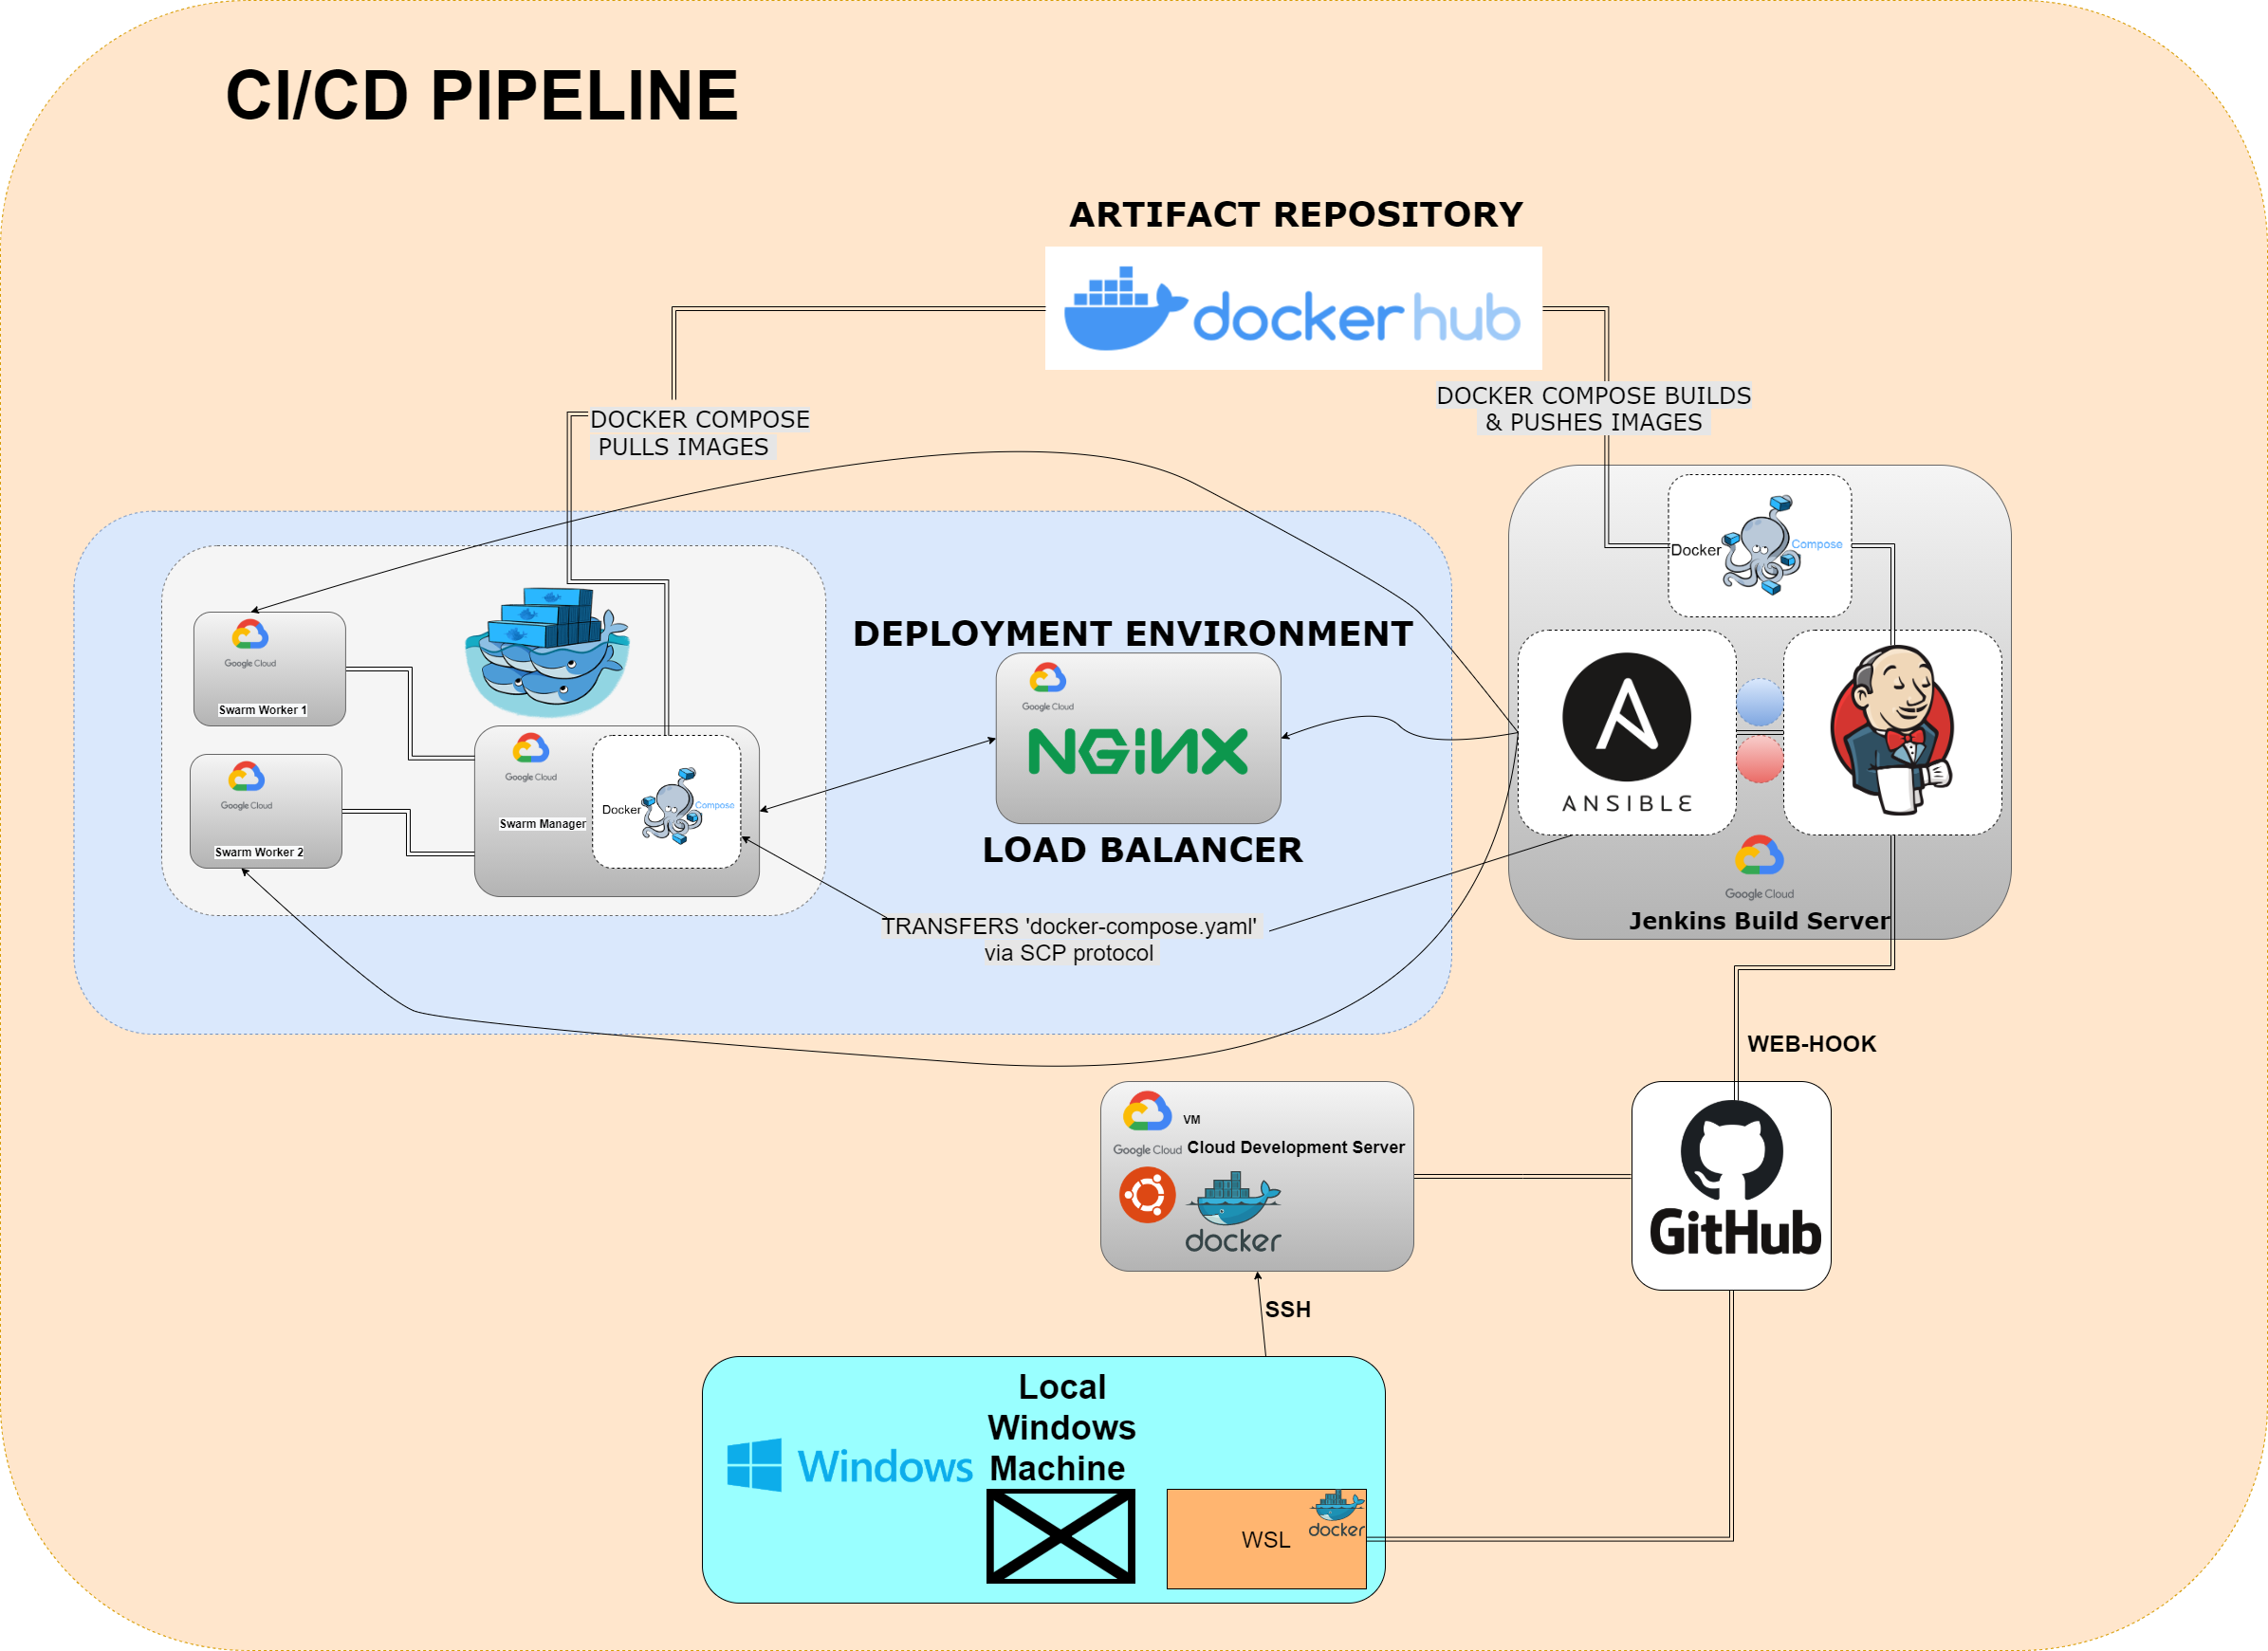 CI/CD PIPELINE
ARTIFACT REPOSITORY
docker hub
DOCKER COMPOSE
PULLS IMAGES
DOCKER COMPOSE BUILDS
& PUSHES IMAGES
Docker
Compose
Google Cloud
Swarm Worker 1
DEPLOYMENT ENVIRONMENT
Google Cloud
NGINX
LOAD BALANCER
ANSIBLE
Google Cloud
Jenkins Build Server
Google Cloud
Swarm Worker 2
Google Cloud
Swarm Manager
Docker
Compose
TRANSFERS 'docker-compose.yaml'
via SCP protocol
WEB-HOOK
VM
Google Cloud
Cloud Development Server
docker
GitHub
SSH
Local
Windows
Machine
Windows
WSL
docker